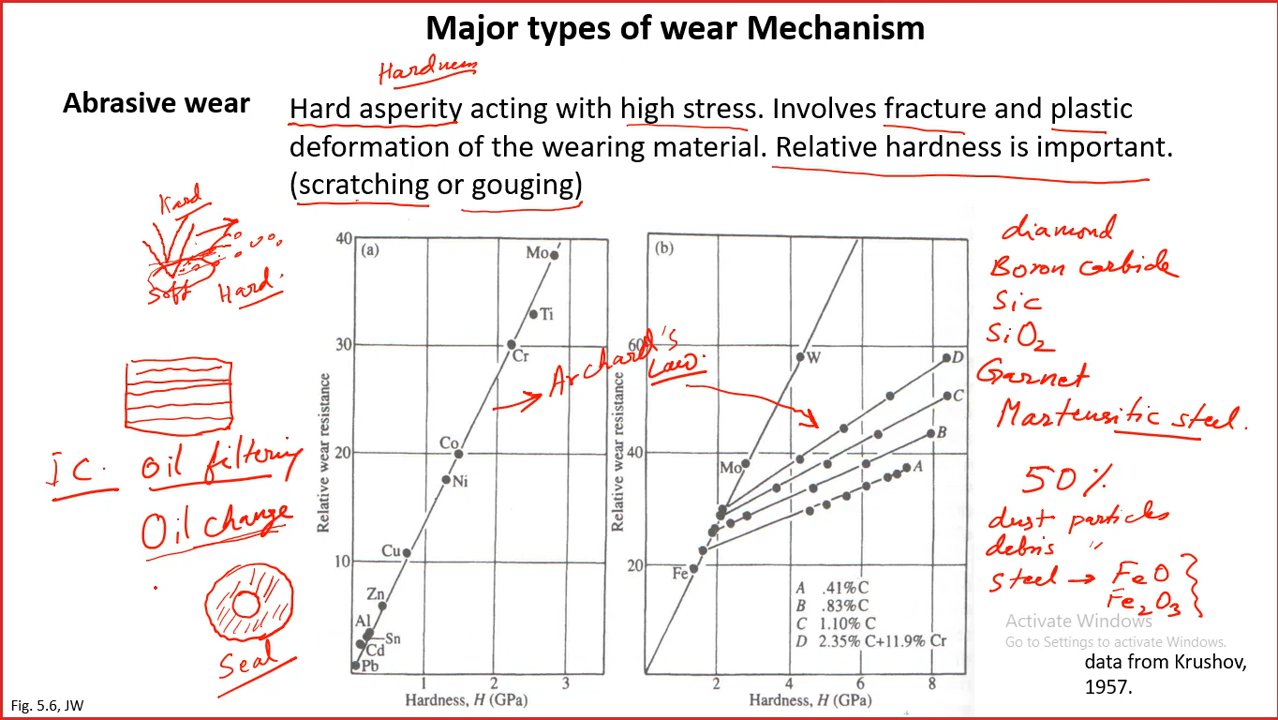 Major types of wear Mechanism
Hardness
Abrasive wear
Hard asperity acting with high stress. Involves fracture and plastic
deformation of the wearing material. Relative hardness is important.
(scratching or gouging)
Hard
Soft Hard
I C. Oil filtering
Oil change
Seal
(a)
40
30
20
10
Relative wear resistance
Mo
Ti
Cr
Co
Ni
Cu
Zn
Al
Sn
Cd
Pb
1 2 3
Hardness, H (GPa)
Archard's
Law.
(b)
60
40
20
Relative wear resistance
W
D
C
B
Mo
A
Fe
A .41%C
B .83%C
C 1.10% C
D 2.35% C+11.9% Cr
2 4 6 8
Hardness, H (GPa)
diamond
Boron carbide
Sic
SiO2
Garnet
Martensitic steel.
50%
dust particles
debris "
Steel → FeO
Fe2O3
Activate Windows
Go to Settings to activate Windows.
data from Krushov,
1957.
Fig. 5.6, JW